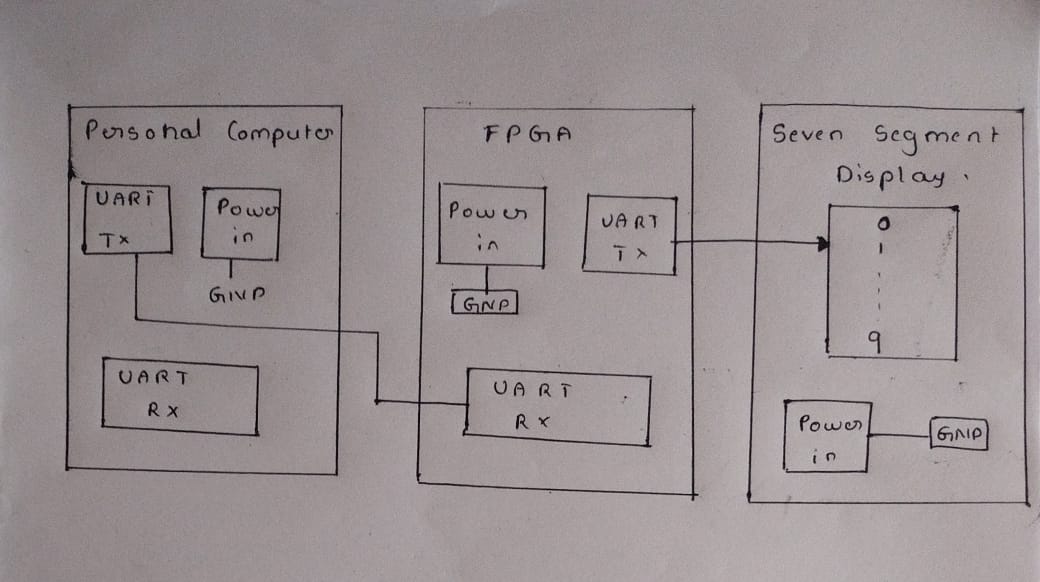 Personal Computer
UART
Tx
Power
in
GND
UART
RX
FPGA
Power
in
GND
UART
Tx
UART
RX
Seven Segment
Display.
0
1
9
Power
in
GND